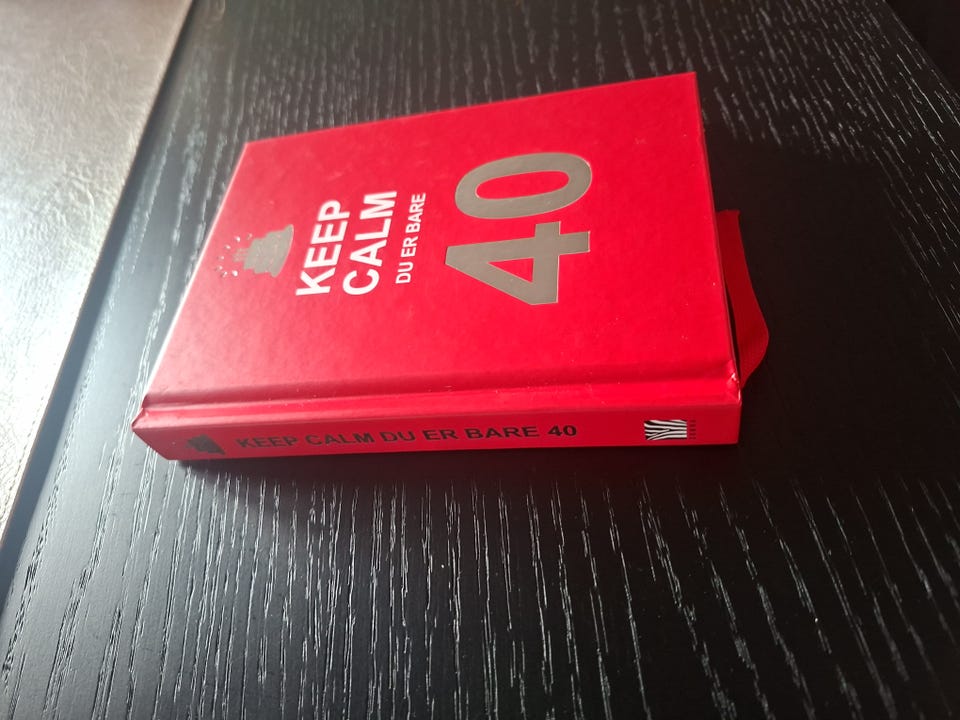 KEEP
CALM
DU ER BARE
40
KEEP CALM DU ER BARE 40